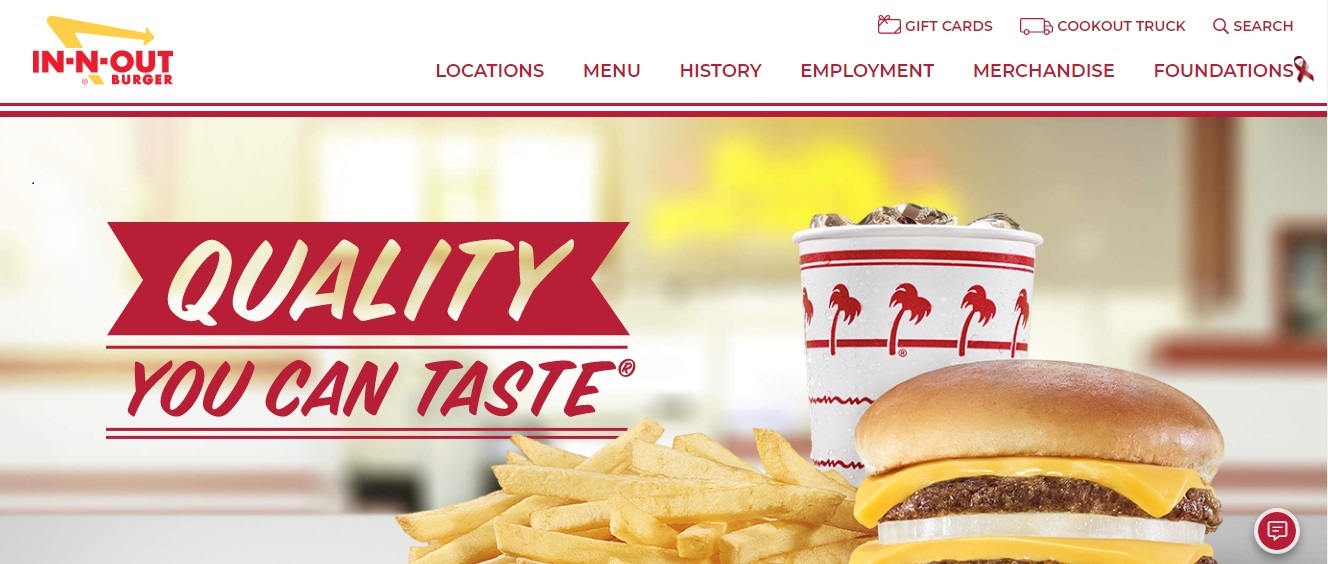 GIFT CARDS
COOKOUT TRUCK
SEARCH
IN-N-OUT
® BURGER
LOCATIONS
MENU
HISTORY
EMPLOYMENT
MERCHANDISE
FOUNDATIONS
.
QUALITY
YOU CAN TASTE®
®